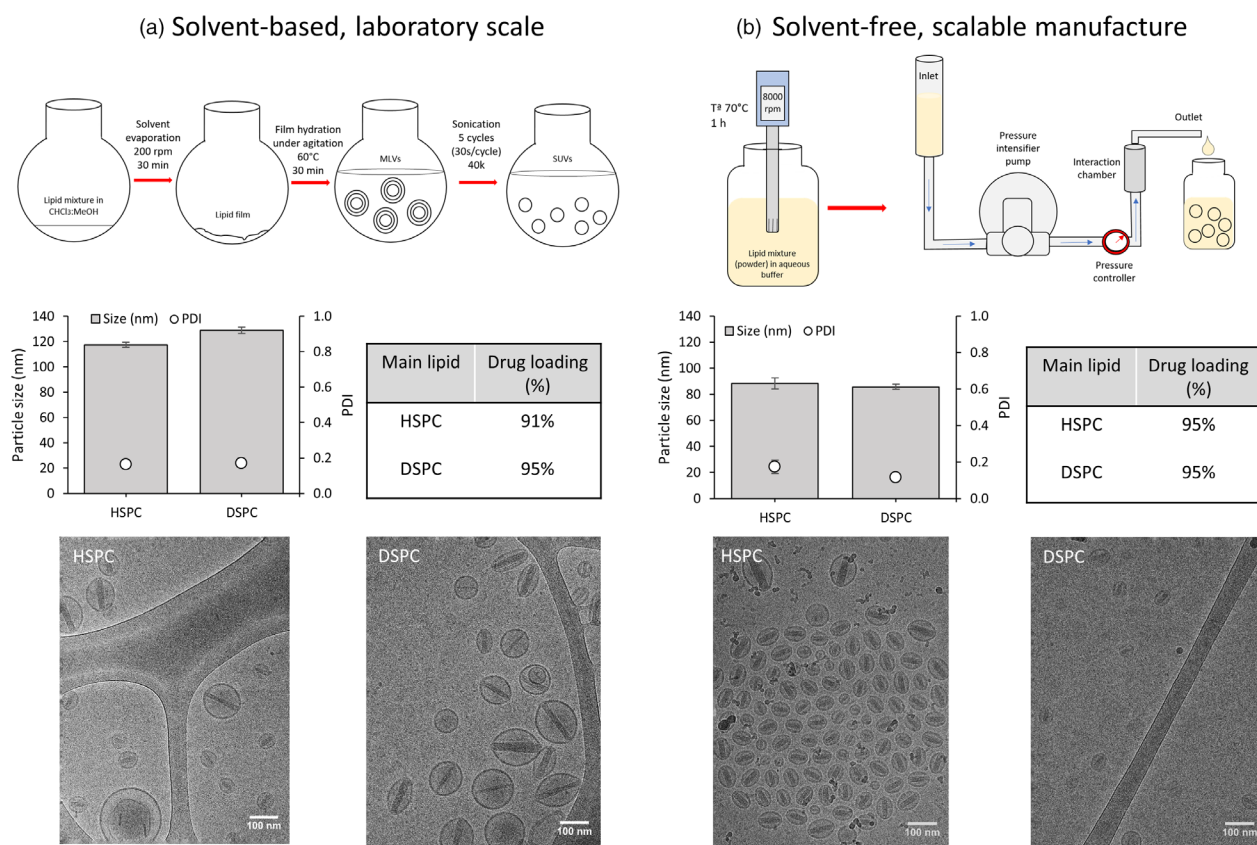 (a) Solvent-based, laboratory scale
Solvent
evaporation
200 rpm
30 min
Film hydration
under agitation
60°C
30 min
Sonication
5 cycles
(30s/cycle)
40k
Lipid mixture in
CHCl₃:MeOH
Lipid film
MLVs
SUVs
Size (nm)
PDI
140
120
100
80
60
40
20
0
Particle size (nm)
1.0
0.8
0.6
0.4
0.2
0.0
PDI
HSPC
DSPC
Main lipid
Drug loading
(%)
HSPC
91%
DSPC
95%
HSPC
100 nm
DSPC
100 nm
(b) Solvent-free, scalable manufacture
Tª 70°C
1 h
8000
rpm
Lipid mixture
(powder) in aqueous
buffer
Inlet
Pressure
intensifier
pump
Interaction
chamber
Outlet
Pressure
controller
Size (nm)
PDI
140
120
100
80
60
40
20
0
Particle size (nm)
1.0
0.8
0.6
0.4
0.2
0.0
PDI
HSPC
DSPC
Main lipid
Drug loading
(%)
HSPC
95%
DSPC
95%
HSPC
100 nm
DSPC
100 nm